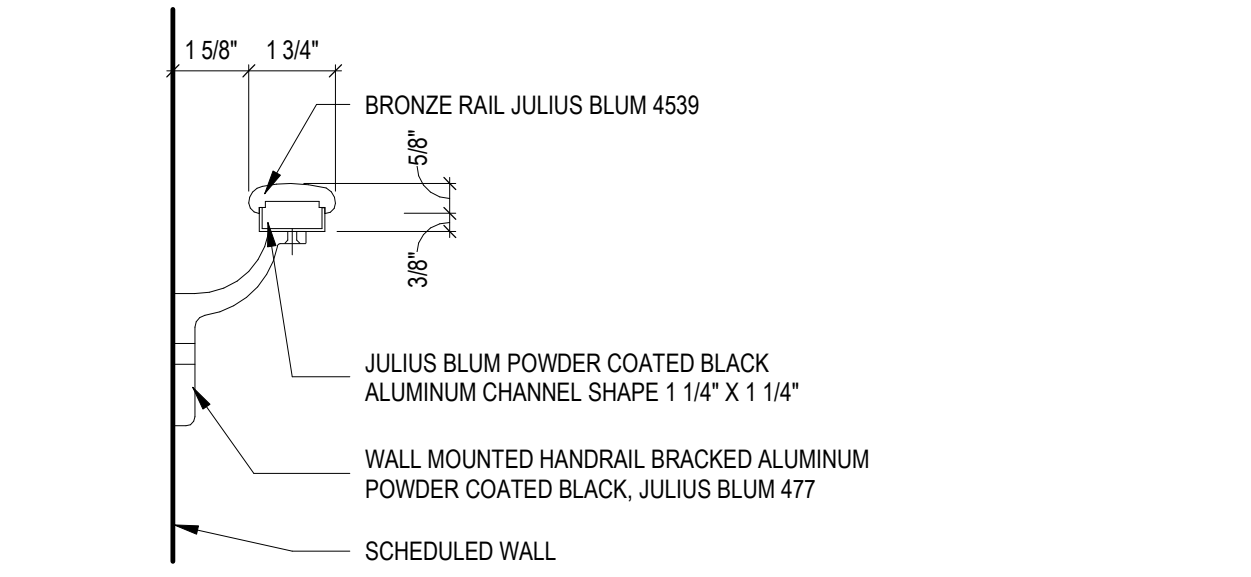 1 5/8" 1 3/4"
BRONZE RAIL JULIUS BLUM 4539
5/8"
3/8"
JULIUS BLUM POWDER COATED BLACK
ALUMINUM CHANNEL SHAPE 1 1/4" X 1 1/4"
WALL MOUNTED HANDRAIL BRACKED ALUMINUM
POWDER COATED BLACK, JULIUS BLUM 477
SCHEDULED WALL